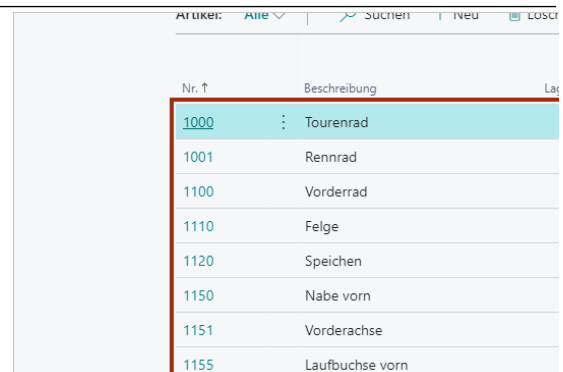 Artikel: Alle Suchen Neu
Nr. ↑ Beschreibung
1000 Tourenrad
1001 Rennrad
1100 Vorderrad
1110 Felge
1120 Speichen
1150 Nabe vorn
1151 Vorderachse
1155 Laufbuchse vorn